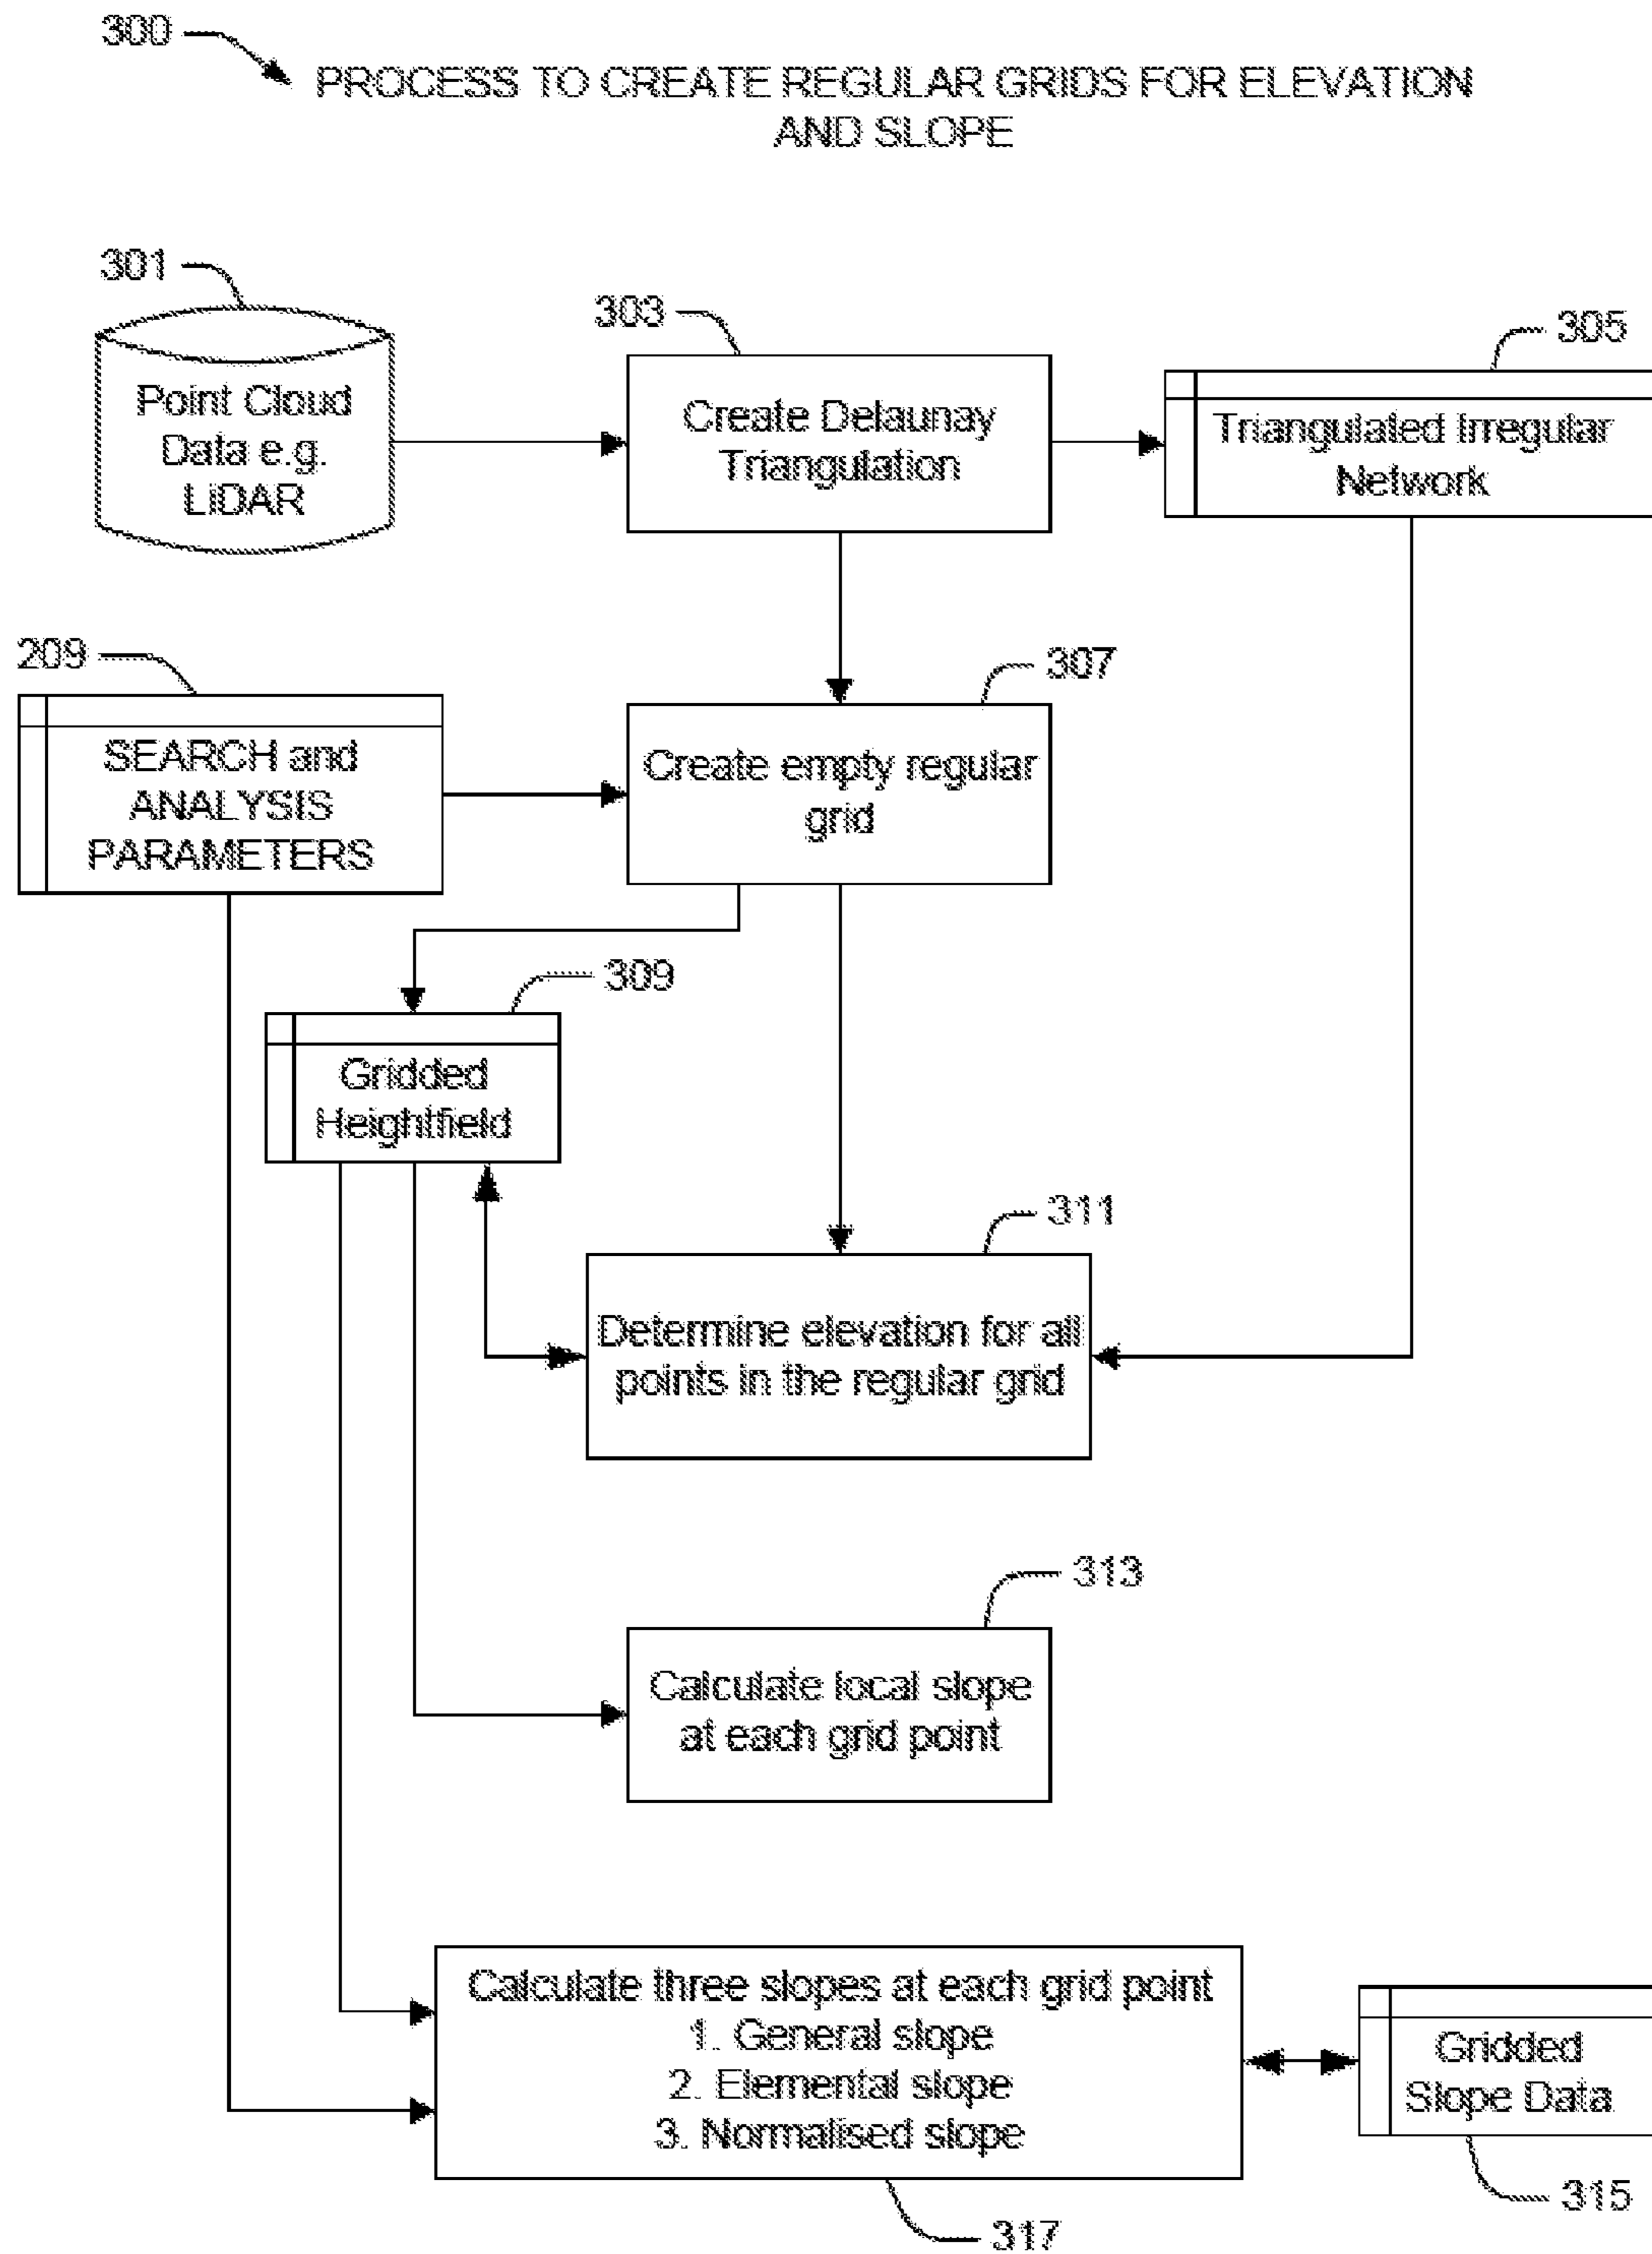 300
PROCESS TO CREATE REGULAR GRIDS FOR ELEVATION
AND SLOPE
301
Point Cloud
Data e.g.
LiDAR
303
Create Delaunay
Triangulation
305
Triangulated Irregular
Network
209
SEARCH and
ANALYSIS
PARAMETERS
307
Create empty regular
grid
309
Gridded
Heightfield
311
Determine elevation for all
points in the regular grid
313
Calculate local slope
at each grid point
Calculate three slopes at each grid point
1. General slope
2. Elemental slope
3. Normalised slope
317
Gridded
Slope Data
315